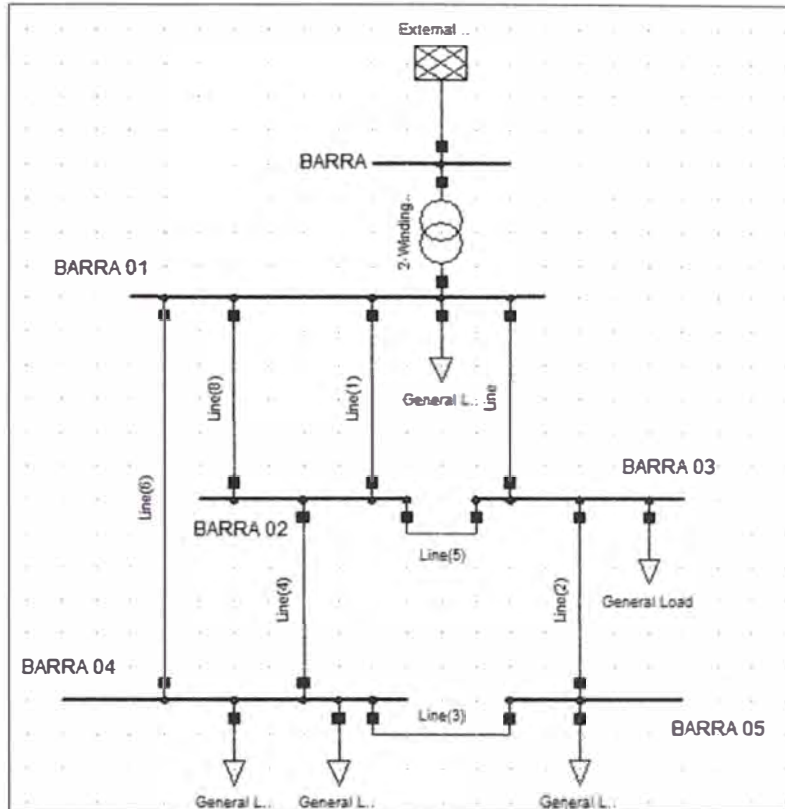 External ..
BARRA
2-Winding..
BARRA 01
General L..
Line(8)
Line(1)
Line
BARRA 03
Line(6)
BARRA 02
Line(5)
Line(4)
Line(2)
General Load
BARRA 04
Line(3)
BARRA 05
General L..
General L..
General L..